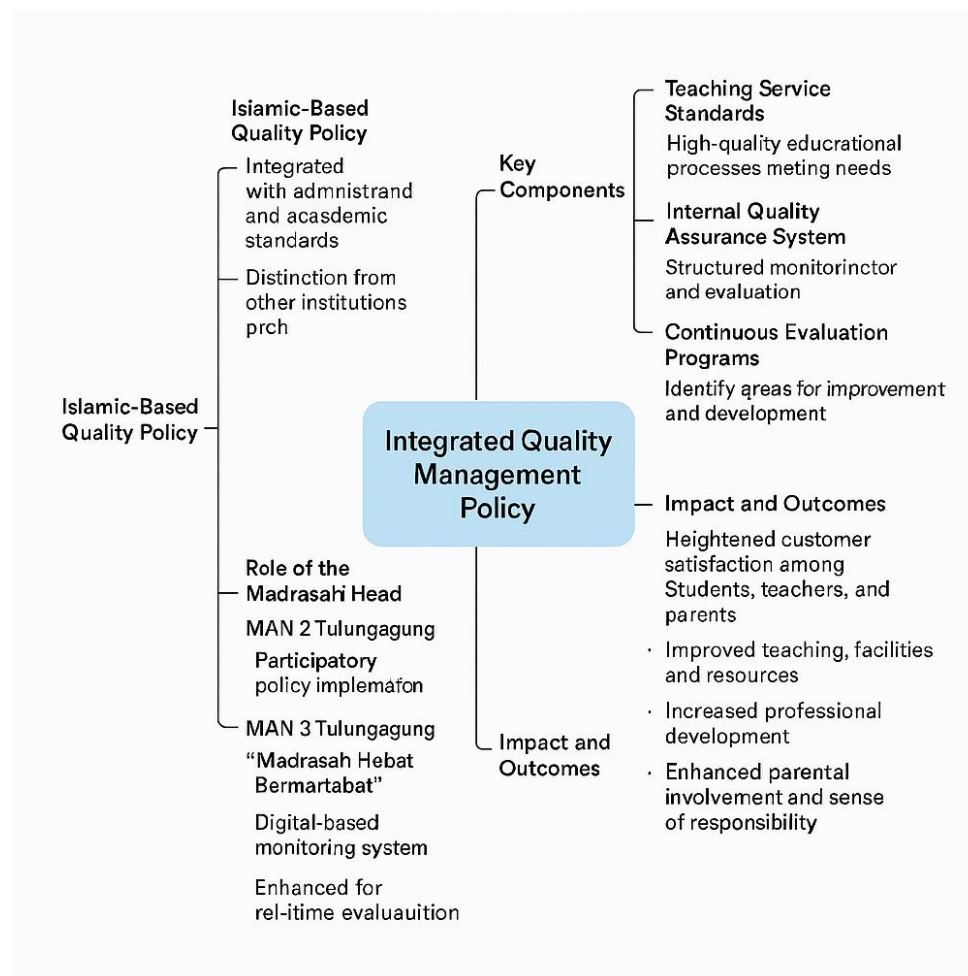 Isiamic-Based
Quality Policy
Integrated
with admnistrand
and acasdemic
standards
Distinction from
other institutions
prch
Islamic-Based
Quality Policy
Role of the
Madrasahi Head
MAN 2 Tulungagung
Participatory
policy implemafon
MAN 3 Tulungagung
“Madrasah Hebat
Bermartabat”
Digital-based
monitoring system
Enhanced for
rel-itime evaluauition
Integrated Quality
Management
Policy
Key
Components
Teaching Service
Standards
High-quality educational
processes meting needs
Internal Quality
Assurance System
Structured monitorinctor
and evaluation
Continuous Evaluation
Programs
Identify areas for improvement
and development
Impact and Outcomes
Heightened customer
satisfaction among
Students, teachers, and
parents
· Improved teaching, facilities
and resources
· Increased professional
development
· Enhanced parental
involvement and sense
of responsibility
Impact and
Outcomes